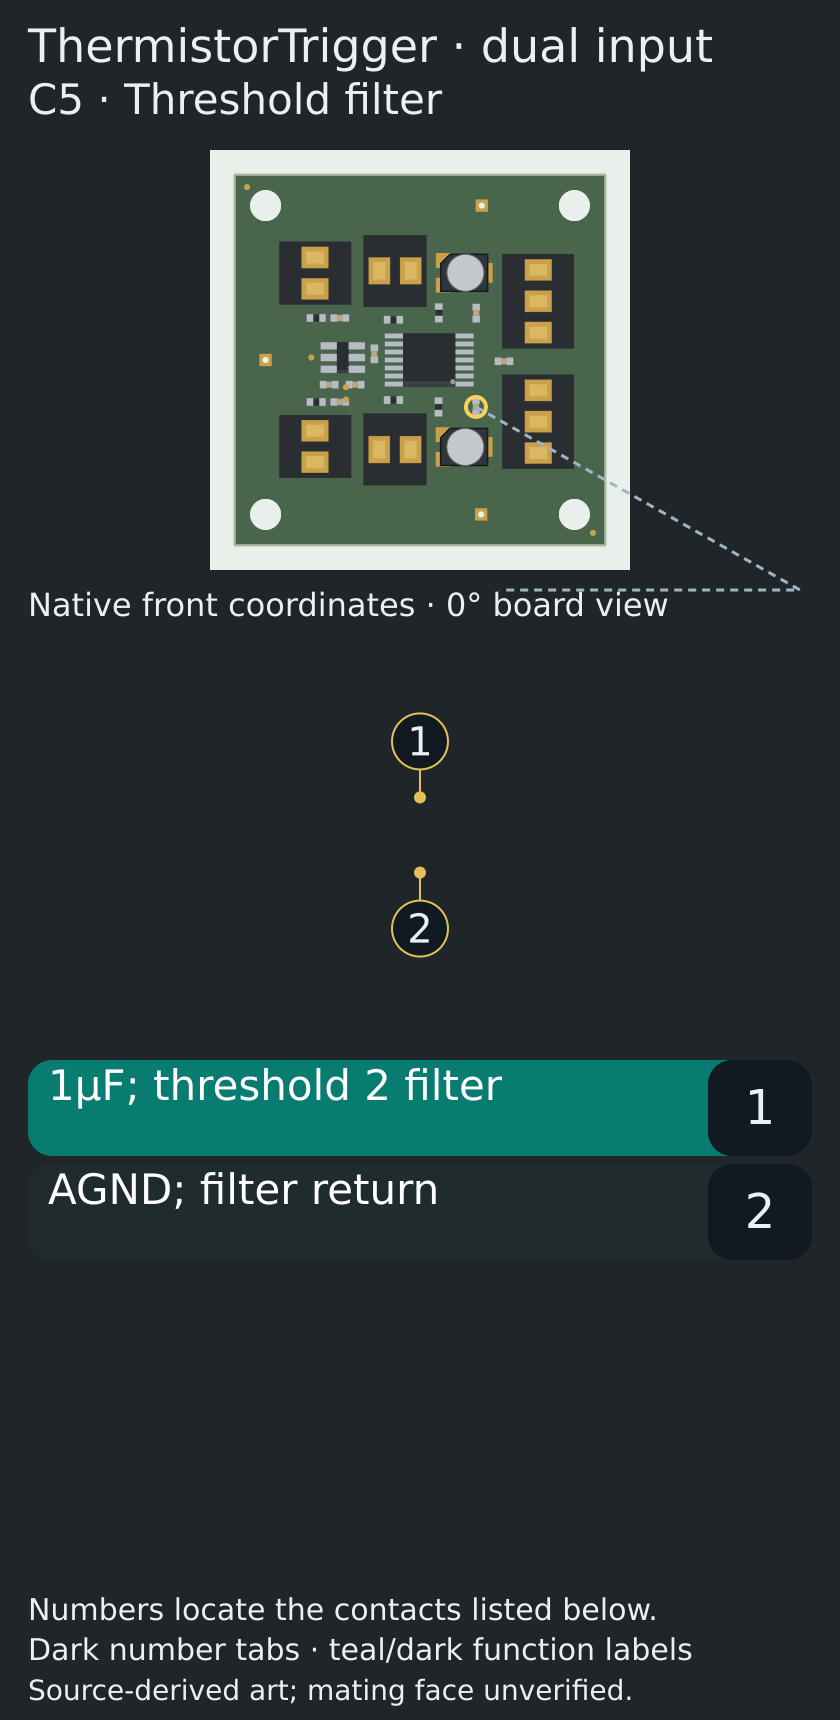 ThermistorTrigger · dual input
C5 · Threshold filter
Native front coordinates · 0° board view
1
2
1µF; threshold 2 filter 1
AGND; filter return 2
Numbers locate the contacts listed below.
Dark number tabs · teal/dark function labels
Source-derived art; mating face unverified.